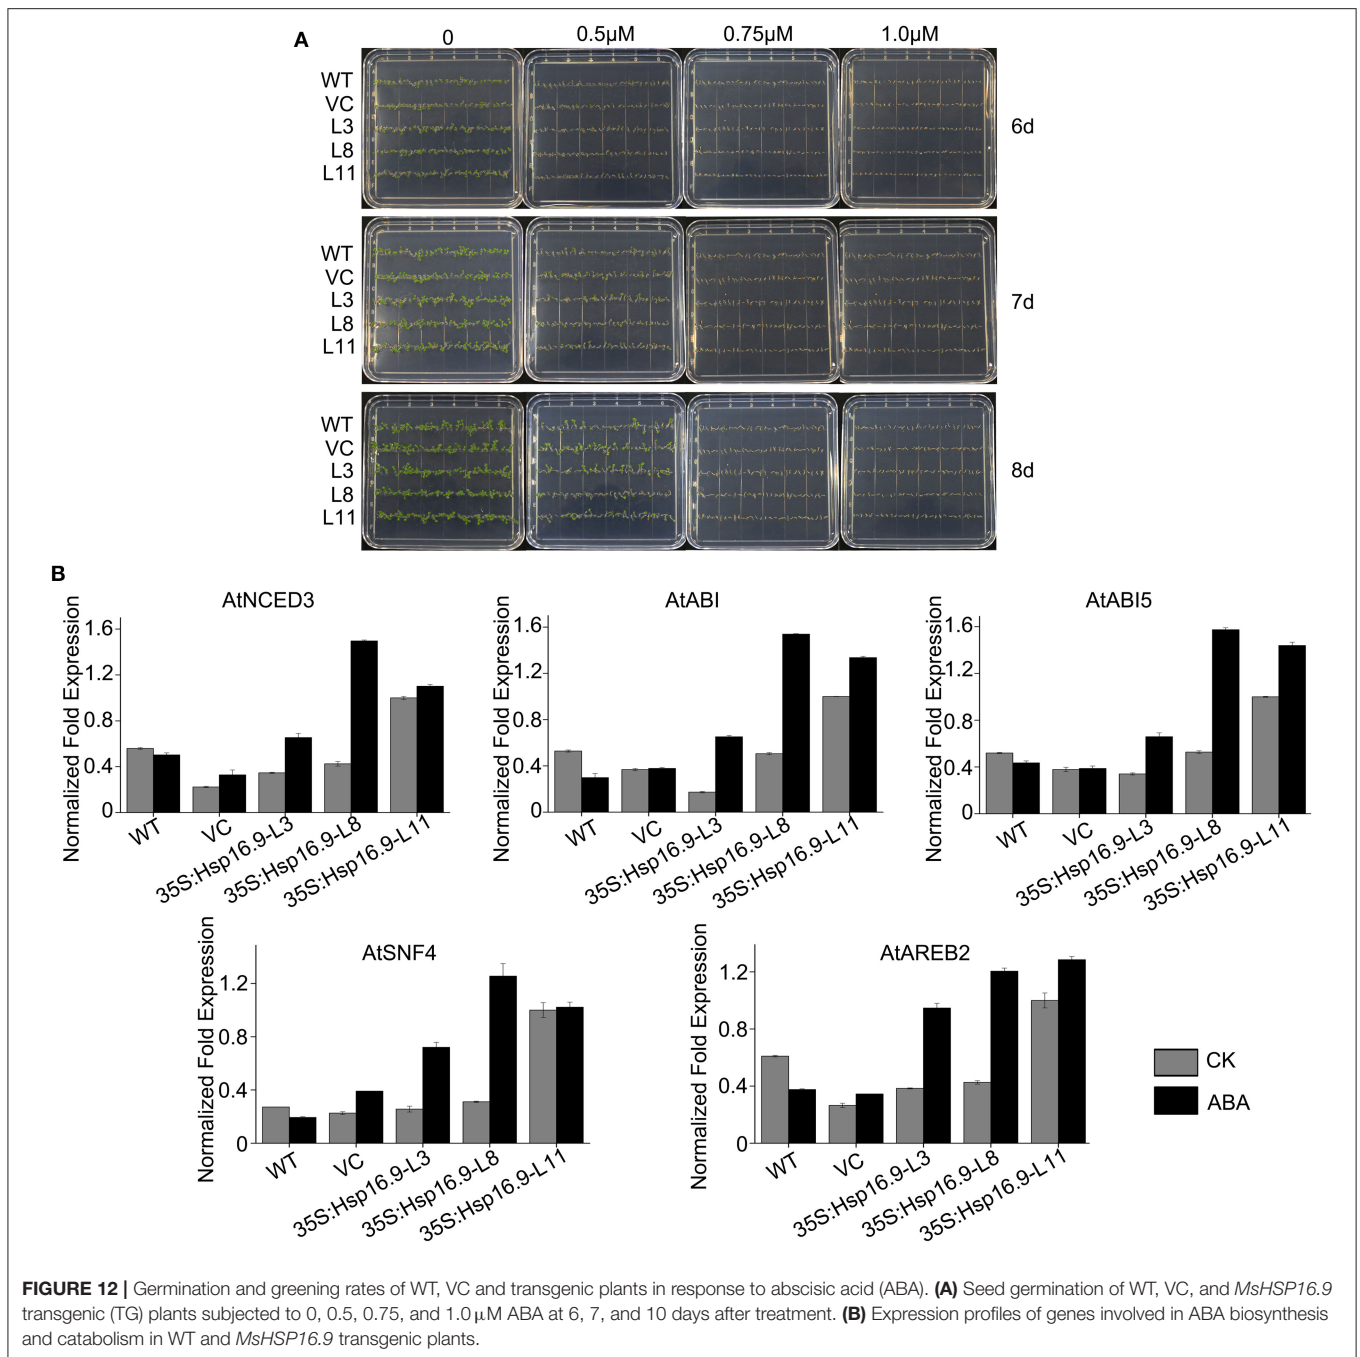 A
0 0.5µM 0.75µM 1.0µM
WT
VC
L3
L8
L11
6d
WT
VC
L3
L8
L11
7d
WT
VC
L3
L8
L11
8d
B
AtNCED3
Normalized Fold Expression
1.6
1.2
0.8
0.4
0
WT
VC
35S:Hsp16.9-L3
35S:Hsp16.9-L8
35S:Hsp16.9-L11
AtABI
Normalized Fold Expression
1.6
1.2
0.8
0.4
0
WT
VC
35S:Hsp16.9-L3
35S:Hsp16.9-L8
35S:Hsp16.9-L11
AtABI5
Normalized Fold Expression
1.6
1.2
0.8
0.4
0
WT
VC
35S:Hsp16.9-L3
35S:Hsp16.9-L8
35S:Hsp16.9-L11
AtSNF4
Normalized Fold Expression
1.2
0.8
0.4
0
WT
VC
35S:Hsp16.9-L3
35S:Hsp16.9-L8
35S:Hsp16.9-L11
AtAREB2
Normalized Fold Expression
1.2
0.8
0.4
0
WT
VC
35S:Hsp16.9-L3
35S:Hsp16.9-L8
35S:Hsp16.9-L11
CK
ABA
FIGURE 12 | Germination and greening rates of WT, VC and transgenic plants in response to abscisic acid (ABA). (A) Seed germination of WT, VC, and MsHSP16.9
transgenic (TG) plants subjected to 0, 0.5, 0.75, and 1.0 µM ABA at 6, 7, and 10 days after treatment. (B) Expression profiles of genes involved in ABA biosynthesis
and catabolism in WT and MsHSP16.9 transgenic plants.